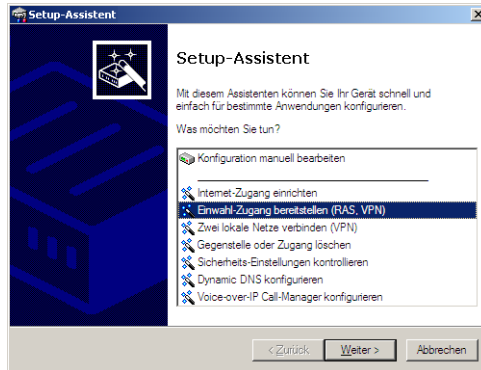 Setup-Assistent
Setup-Assistent
Mit diesem Assistenten können Sie Ihr Gerät schnell und
einfach für bestimmte Anwendungen konfigurieren.
Was möchten Sie tun?
Konfiguration manuell bearbeiten
Internet-Zugang einrichten
Einwahl-Zugang bereitstellen (RAS, VPN)
Zwei lokale Netze verbinden (VPN)
Gegenstelle oder Zugang löschen
Sicherheits-Einstellungen kontrollieren
Dynamic DNS konfigurieren
Voice-over-IP Call-Manager konfigurieren
< Zurück Weiter > Abbrechen